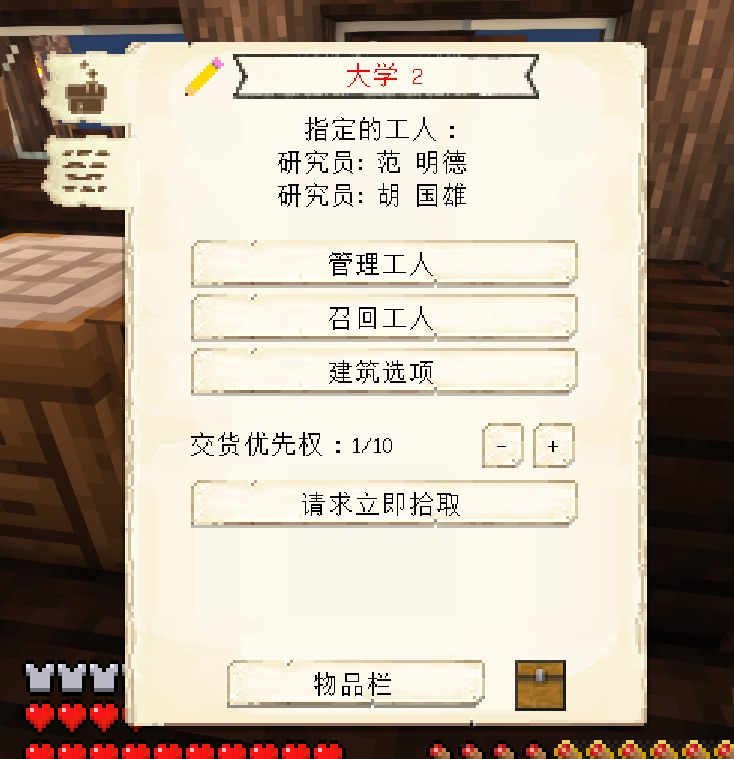 大学 2
指定的工人：
研究员: 范 明德
研究员: 胡 国雄
管理工人
召回工人
建筑选项
交货优先权：1/10 - +
请求立即拾取
物品栏